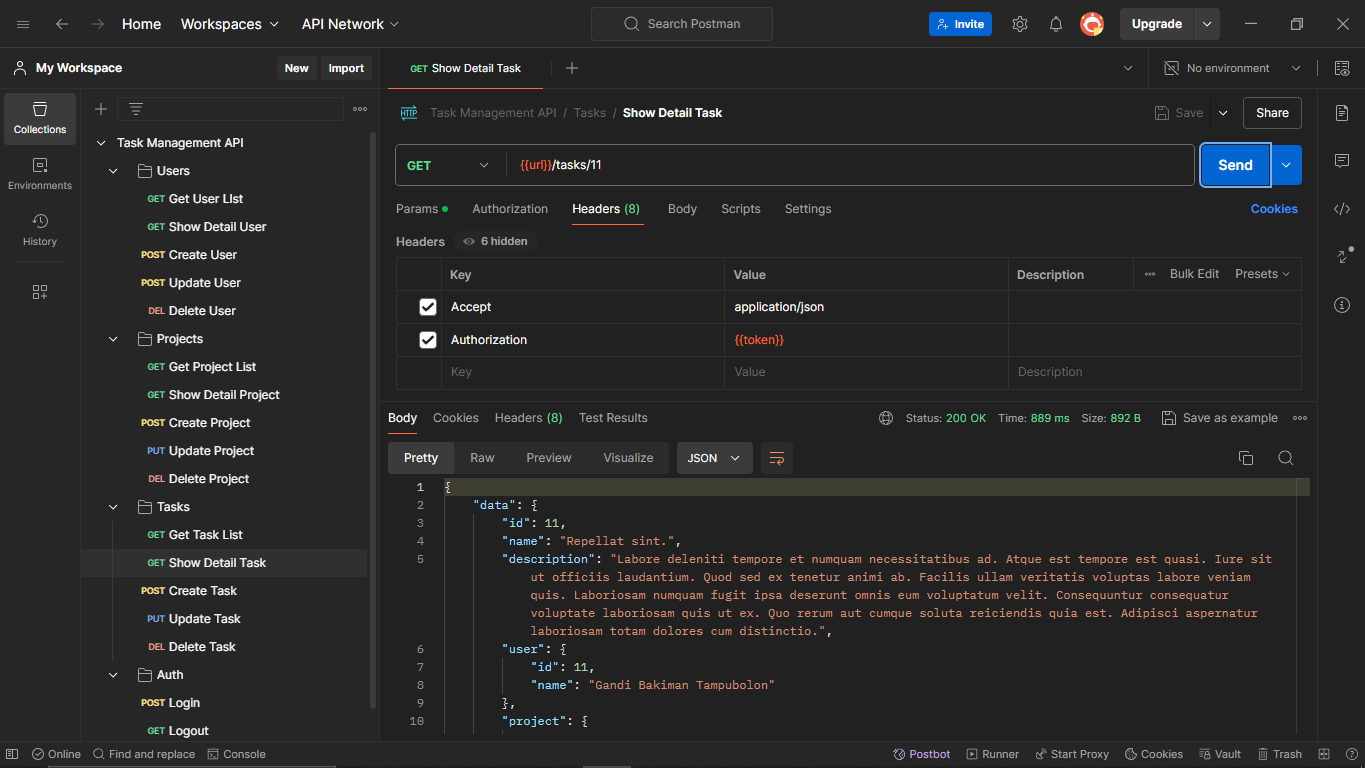 Home Workspaces API Network Search Postman Invite Upgrade
My Workspace New Import GET Show Detail Task No environment
Collections
Environments
History
Task Management API
Users
GET Get User LIst
GET Show Detail User
POST Create User
POST Update User
DEL Delete User
Projects
GET Get Project List
GET Show Detail Project
POST Create Project
PUT Update Project
DEL Delete Project
Tasks
GET Get Task List
GET Show Detail Task
POST Create Task
PUT Update Task
DEL Delete Task
Auth
POST Login
GET Logout
HTTP Task Management API / Tasks / Show Detail Task Save Share
GET {{url}}/tasks/11 Send
Params Authorization Headers (8) Body Scripts Settings Cookies
Headers 6 hidden
Key Value Description Bulk Edit Presets
Accept application/json
Authorization {{token}}
Key Value Description
Body Cookies Headers (8) Test Results Status: 200 OK Time: 889 ms Size: 892 B Save as example
Pretty Raw Preview Visualize JSON
1 {
2 "data": {
3 "id": 11,
4 "name": "Repellat sint.",
5 "description": "Labore deleniti tempore et numquam necessitatibus ad. Atque est tempore est quasi. Iure sit
ut officiis laudantium. Quod sed ex tenetur animi ab. Facilis ullam veritatis voluptas labore veniam
quis. Laboriosam numquam fugit ipsa deserunt omnis eum voluptatum velit. Consequuntur consequatur
voluptate laboriosam quis ut ex. Quo rerum aut cumque soluta reiciendis quia est. Adipisci aspernatur
laboriosam totam dolores cum distinctio.",
6 "user": {
7 "id": 11,
8 "name": "Gandi Bakiman Tampubolon"
9 },
10 "project": {
Online Find and replace Console Postbot Runner Start Proxy Cookies Vault Trash